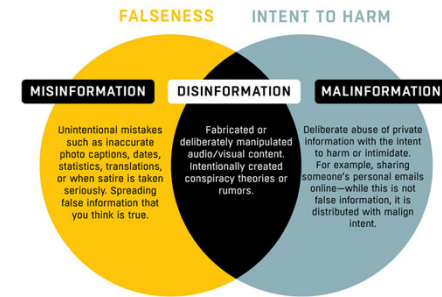 FALSENESS
INTENT TO HARM
MISINFORMATION
Unintentional mistakes
such as inaccurate
photo captions, dates,
statistics, translations,
or when satire is taken
seriously. Spreading
false information that
you think is true.
DISINFORMATION
Fabricated or
deliberately manipulated
audio/visual content.
Intentionally created
conspiracy theories or
rumors.
MALINFORMATION
Deliberate abuse of private
information with the intent
to harm or intimidate.
For example, sharing
someone's personal emails
online—while this is not
false information, it is
distributed with malign
intent.